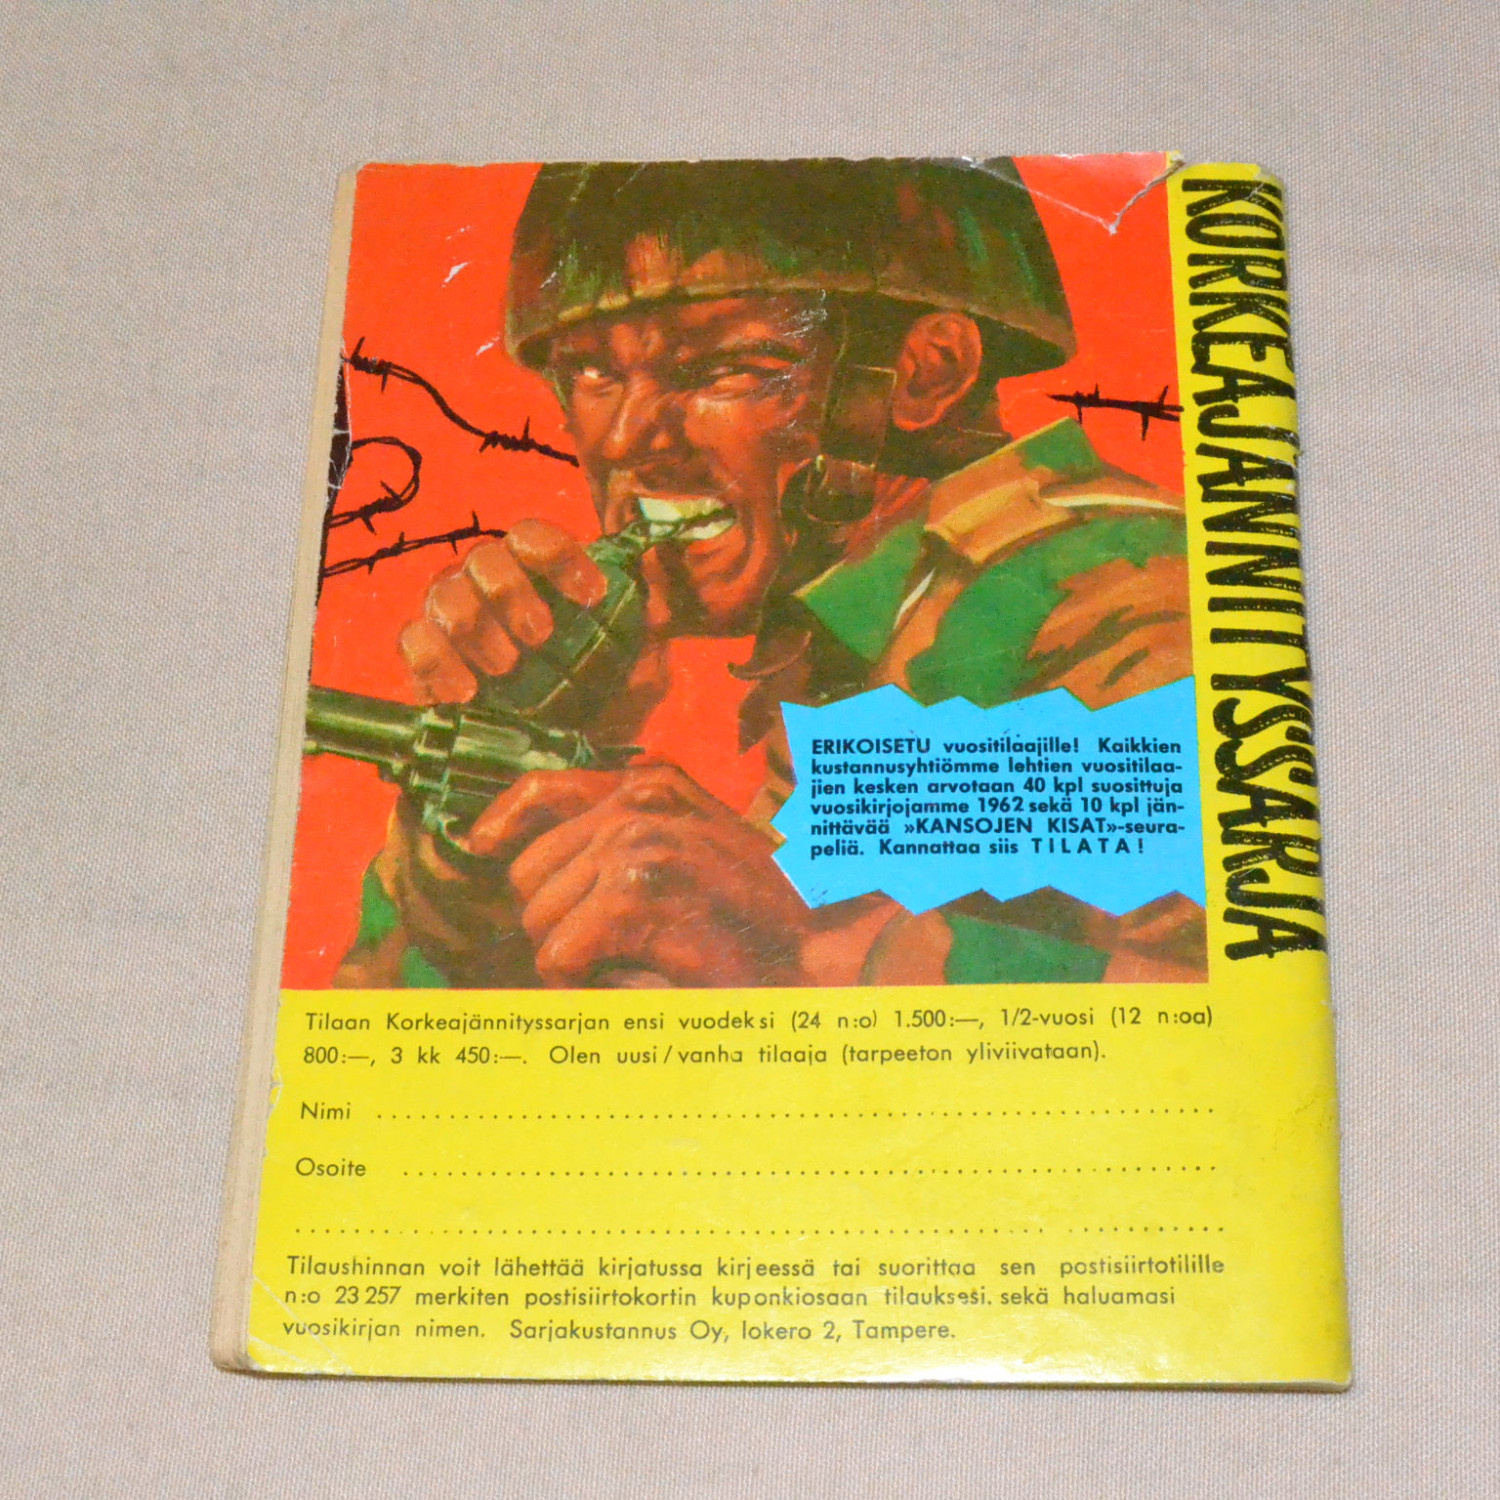 KORKEAJÄNNITYSSARJA
ERIKOISETU vuositilaajille! Kaikkien
kustannusyhtiömme lehtien vuositilaa-
jien kesken arvotaan 40 kpl suosittuja
vuosikirjojamme 1962 sekä 10 kpl jän-
nittävää »KANSOJEN KISAT»-seura-
peliä. Kannattaa siis TILATA!
Tilaan Korkeajännityssarjan ensi vuodeksi (24 n:o) 1.500:—, 1/2-vuosi (12 n:oa)
800:—, 3 kk 450:—. Olen uusi/vanha tilaaja (tarpeeton yliviivataan).
Nimi
Osoite
Tilaushinnan voit lähettää kirjatussa kirjeessä tai suorittaa sen postisiirtotilille
n:o 23 257 merkiten postisiirtokortin kuponkiosaan tilauksesi. sekä haluamasi
vuosikirjan nimen. Sarjakustannus Oy, lokero 2, Tampere.